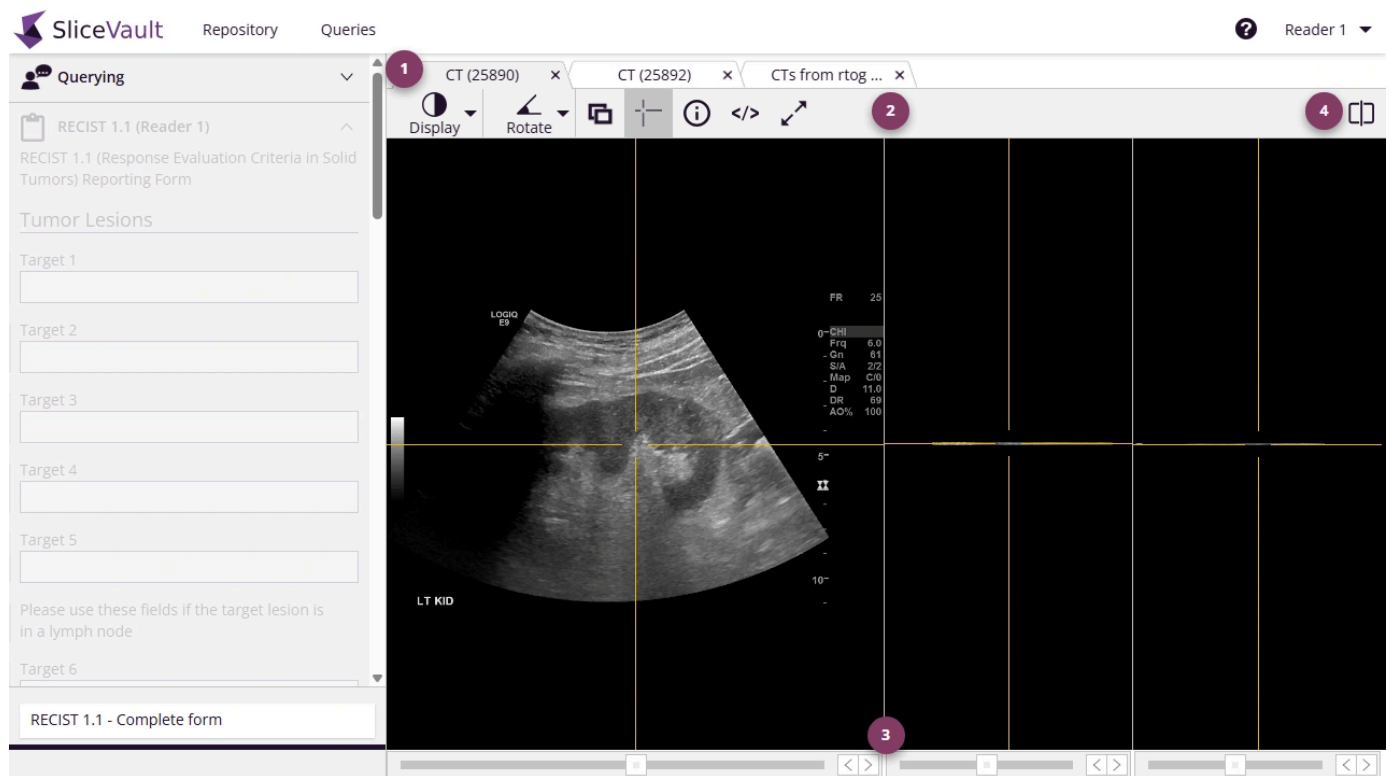 SliceVault
Repository
Queries
Reader 1
Querying
RECIST 1.1 (Reader 1)
RECIST 1.1 (Response Evaluation Criteria in Solid
Tumors) Reporting Form
Tumor Lesions
Target 1
Target 2
Target 3
Target 4
Target 5
Please use these fields if the target lesion is
in a lymph node
Target 6
RECIST 1.1 - Complete form
1
CT (25890)
CT (25892)
CTs from rtog ...
Display
Rotate
</>
2
4
LOGIQ
E9
FR 25
0-
CHI
Frq 6.0
Gn 61
S/A 2/2
Map C/0
D 11.0
DR 69
AO% 100
5-
10-
LT KID
3